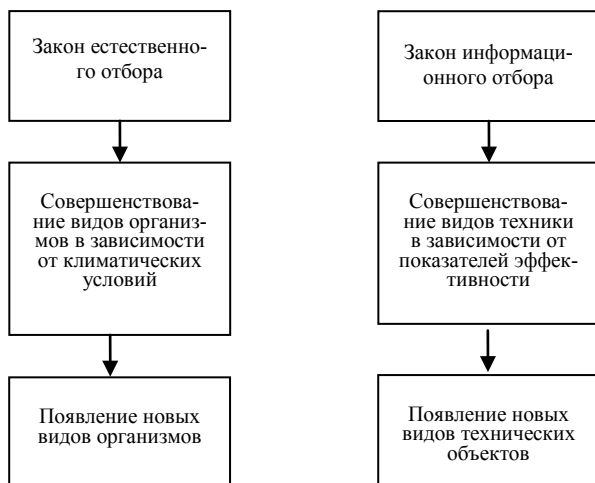 Закон естественно-
го отбора
Закон информаци-
онного отбора
Совершенствова-
ние видов организ-
мов в зависимости
от климатических
условий
Совершенствова-
ние видов техники
в зависимости от
показателей эффек-
тивности
Появление новых
видов организмов
Появление новых
видов технических
объектов